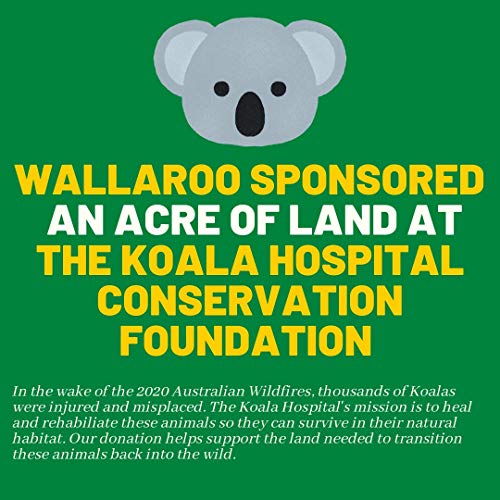 WALLAROO SPONSORED
AN ACRE OF LAND AT
THE KOALA HOSPITAL
CONSERVATION
FOUNDATION
In the wake of the 2020 Australian Wildfires, thousands of Koalas
were injured and misplaced. The Koala Hospital's mission is to heal
and rehabiliate these animals so they can survive in their natural
habitat. Our donation helps support the land needed to transition
these animals back into the wild.